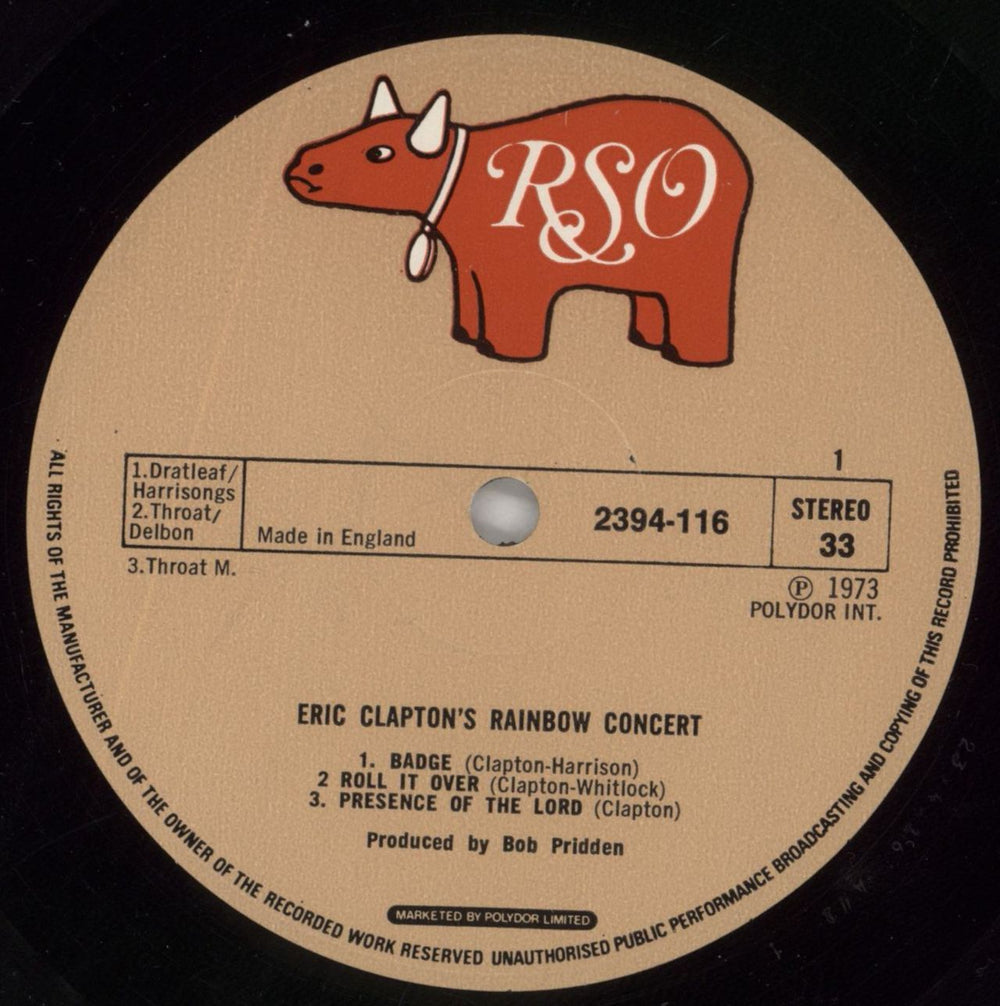 RSO
1
1.Dratleaf/
Harrisongs
2.Throat/
Delbon
Made in England
2394-116
STEREO
33
3.Throat M.
Ⓟ 1973
POLYDOR INT.
ERIC CLAPTON'S RAINBOW CONCERT
1. BADGE (Clapton-Harrison)
2 ROLL IT OVER (Clapton-Whitlock)
3. PRESENCE OF THE LORD (Clapton)
Produced by Bob Pridden
MARKETED BY POLYDOR LIMITED
ALL RIGHTS OF THE MANUFACTURER AND OF THE OWNER OF THE RECORDED WORK RESERVED UNAUTHORISED PUBLIC PERFORMANCE BROADCASTING AND COPYING OF THIS RECORD PROHIBITED